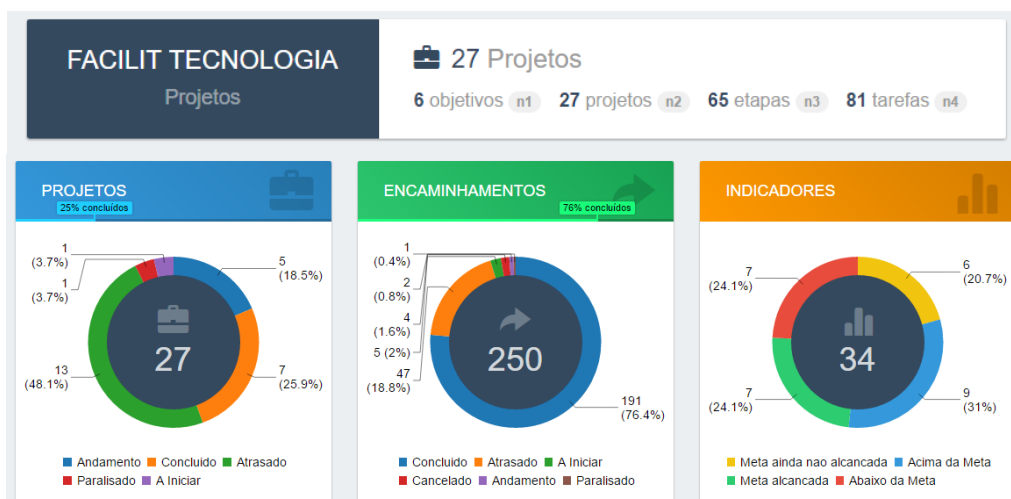 FACILIT TECNOLOGIA
Projetos
27 Projetos
6 objetivos n1 27 projetos n2 65 etapas n3 81 tarefas n4
PROJETOS
25% concluídos
1
(3.7%)
1
(3.7%)
5
(18.5%)
27
13
(48.1%)
7
(25.9%)
Andamento Concluido Atrasado
Paralisado A Iniciar
ENCAMINHAMENTOS
76% concluídos
1
(0.4%)
2
(0.8%)
4
(1.6%)
5 (2%)
47
(18.8%)
250
191
(76.4%)
Concluido Atrasado A Iniciar
Cancelado Andamento Paralisado
INDICADORES
7
(24.1%)
6
(20.7%)
34
7
(24.1%)
9
(31%)
Meta ainda nao alcancada Acima da Meta
Meta alcancada Abaixo da Meta